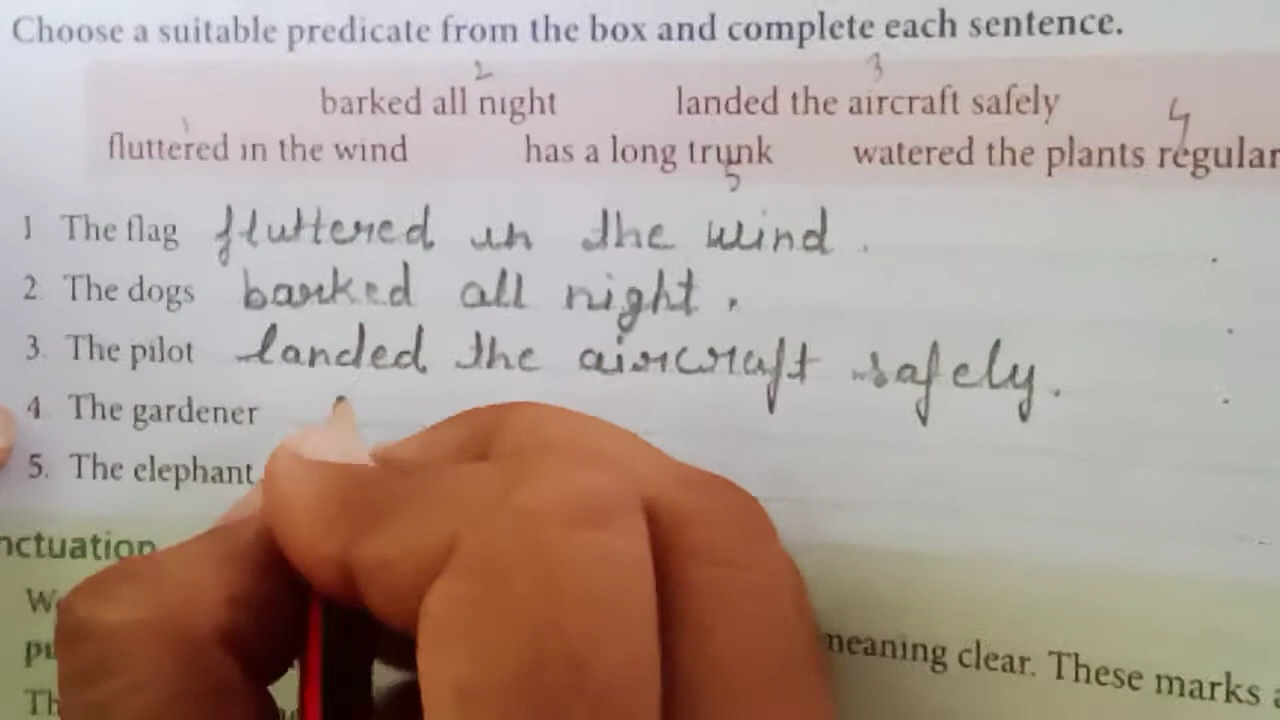 Choose a suitable predicate from the box and complete each sentence.
2 3
barked all night landed the aircraft safely
1 4
fluttered in the wind has a long trunk watered the plants regular
5
1 The flag fluttered in the wind .
2. The dogs barked all night .
3. The pilot landed the aircraft safely .
4. The gardener
5. The elephant
nctuation
meaning clear. These marks